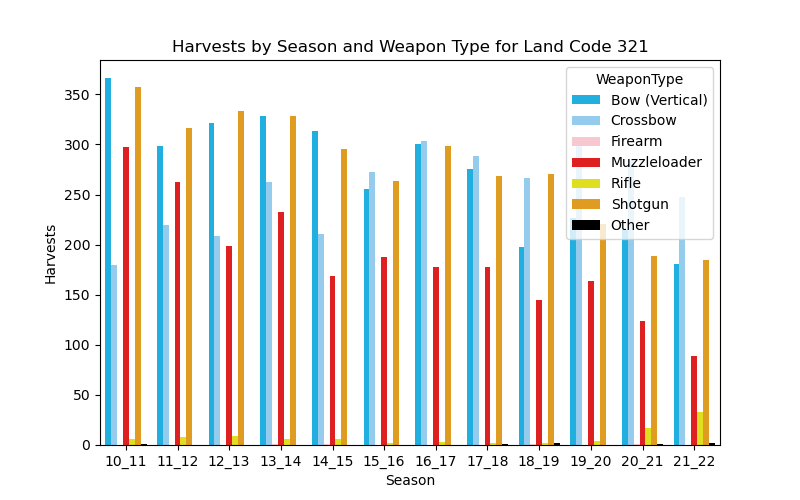 Harvests by Season and Weapon Type for Land Code 321
WeaponType
Bow (Vertical)
Crossbow
Firearm
Muzzleloader
Rifle
Shotgun
Other
Harvests
350
300
250
200
150
100
50
0
10_11 11_12 12_13 13_14 14_15 15_16 16_17 17_18 18_19 19_20 20_21 21_22
Season